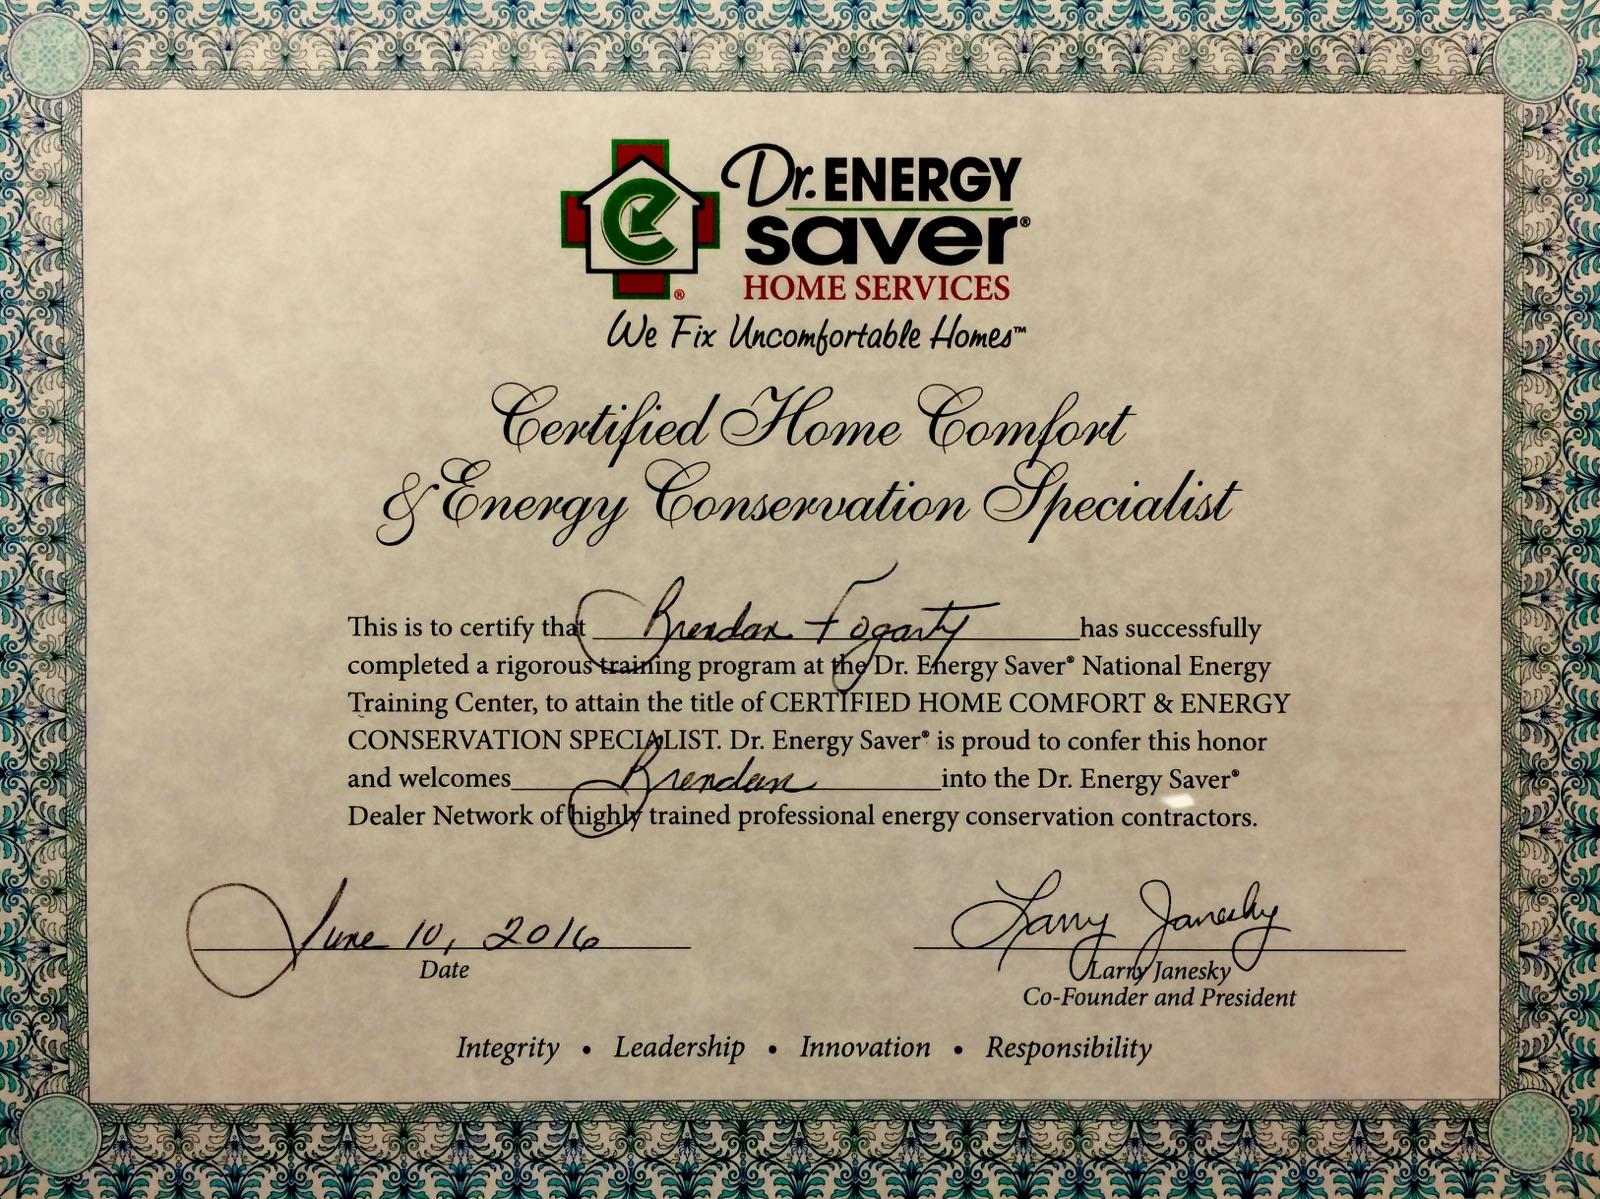 Dr. ENERGY
saver®
HOME SERVICES
®
We Fix Uncomfortable Homes™
Certified Home Comfort
& Energy Conservation Specialist
This is to certify that Brendan Fogarty has successfully
completed a rigorous training program at the Dr. Energy Saver® National Energy
Training Center, to attain the title of CERTIFIED HOME COMFORT & ENERGY
CONSERVATION SPECIALIST. Dr. Energy Saver® is proud to confer this honor
and welcomes Brendan into the Dr. Energy Saver®
Dealer Network of highly trained professional energy conservation contractors.
June 10, 2016 Larry Janesky
Date Larry Janesky
Co-Founder and President
Integrity • Leadership • Innovation • Responsibility